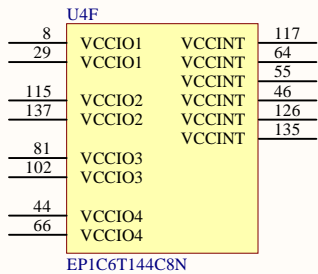 U4F
8 VCCIO1 VCCINT 117
29 VCCIO1 VCCINT 64
VCCINT 55
115 VCCIO2 VCCINT 46
137 VCCIO2 VCCINT 126
VCCINT 135
81 VCCIO3
102 VCCIO3
44 VCCIO4
66 VCCIO4
EP1C6T144C8N